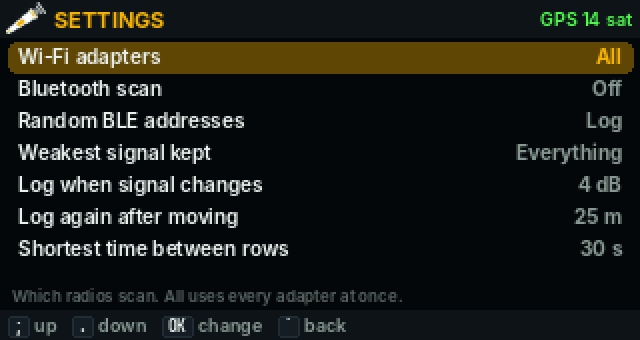 SETTINGS GPS 14 sat
Wi-Fi adapters All
Bluetooth scan Off
Random BLE addresses Log
Weakest signal kept Everything
Log when signal changes 4 dB
Log again after moving 25 m
Shortest time between rows 30 s
Which radios scan. All uses every adapter at once.
; up . down OK change ` back